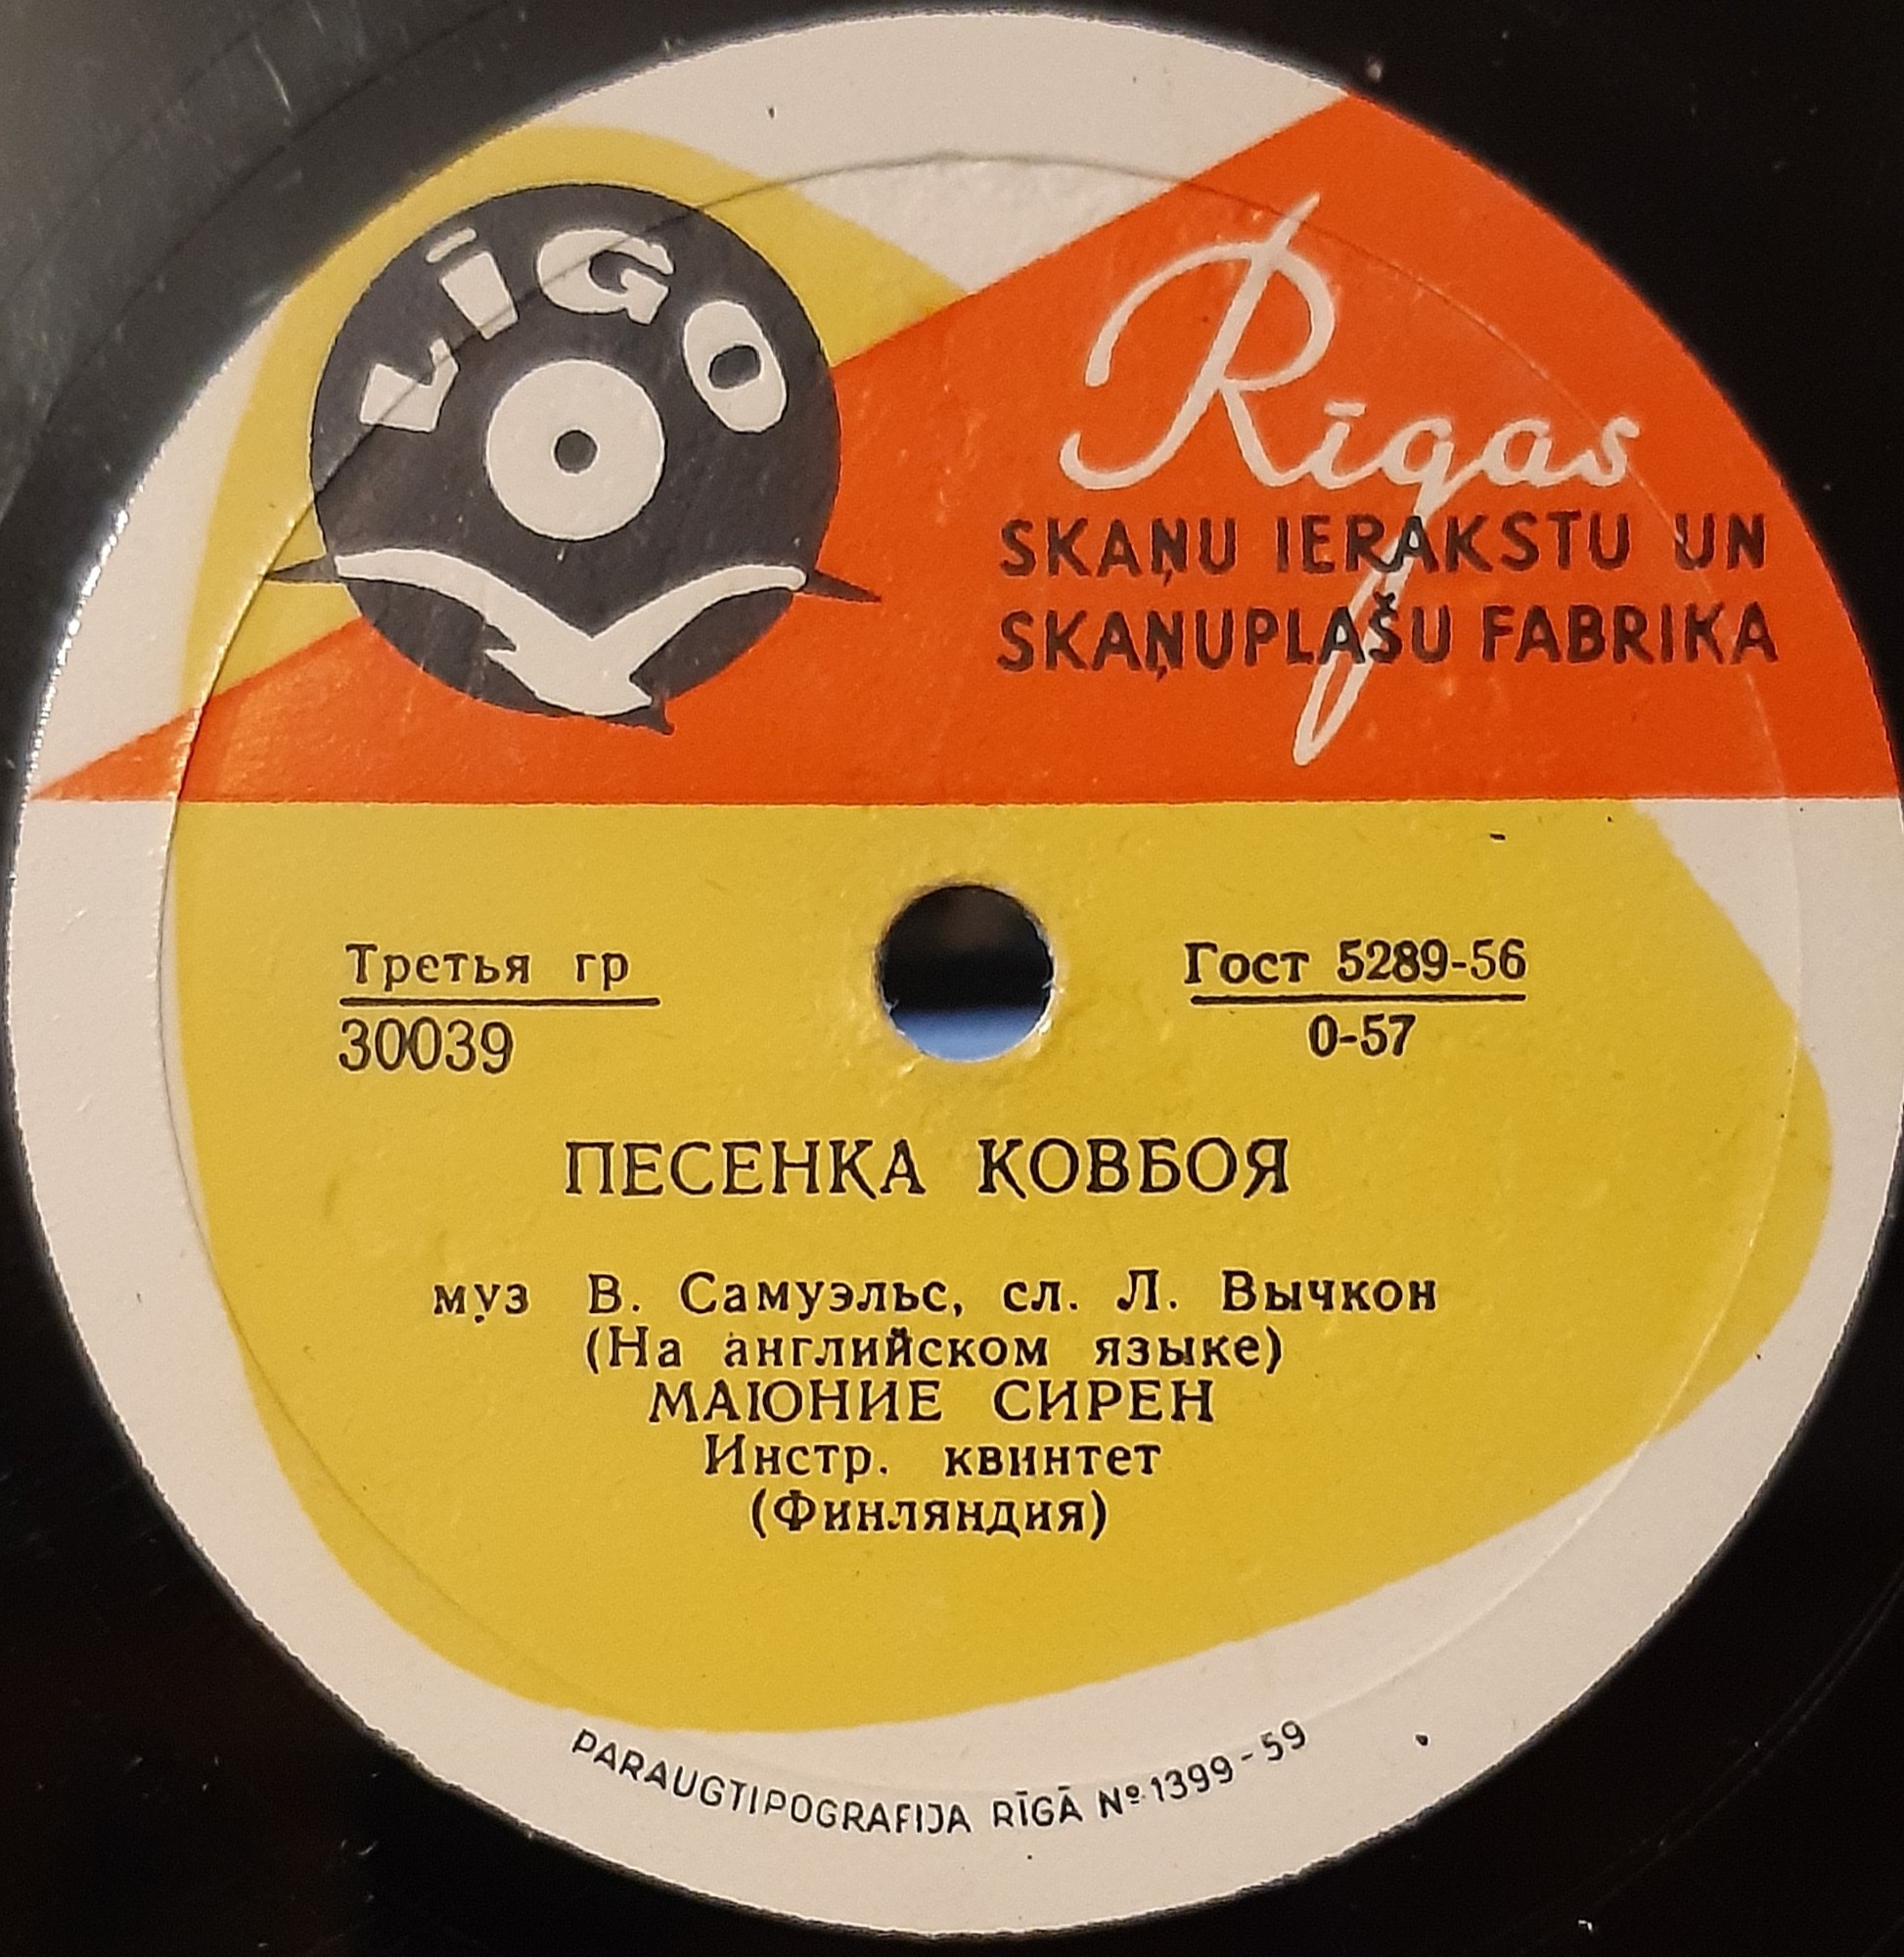 LĪGO
Rīgas
SKAŅU IERAKSTU UN
SKAŅUPLAŠU FABRIKA
Третья гр
30039
Гост 5289-56
0-57
ПЕСЕНКА КОВБОЯ
муз В. Самуэльс, сл. Л. Вычкон
(На английском языке)
МАЮНИЕ СИРЕН
Инстр. квинтет
(Финляндия)
PARAUGTIPOGRAFIJA RĪGĀ № 1399-59